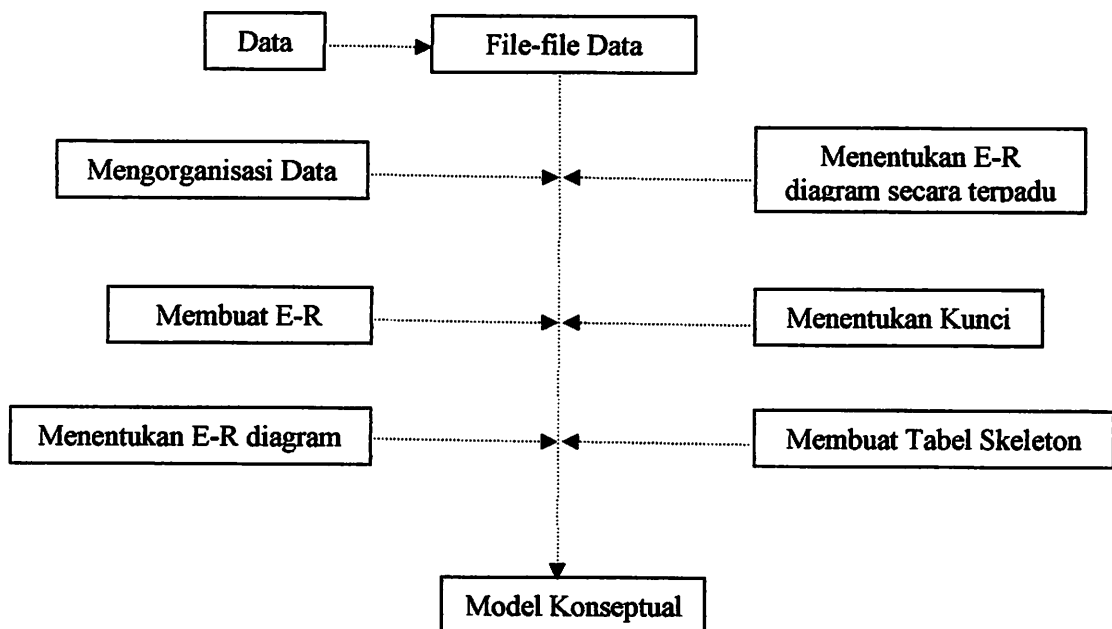 Data
File-file Data
Mengorganisasi Data
Menentukan E-R
diagram secara terpadu
Membuat E-R
Menentukan Kunci
Menentukan E-R diagram
Membuat Tabel Skeleton
Model Konseptual